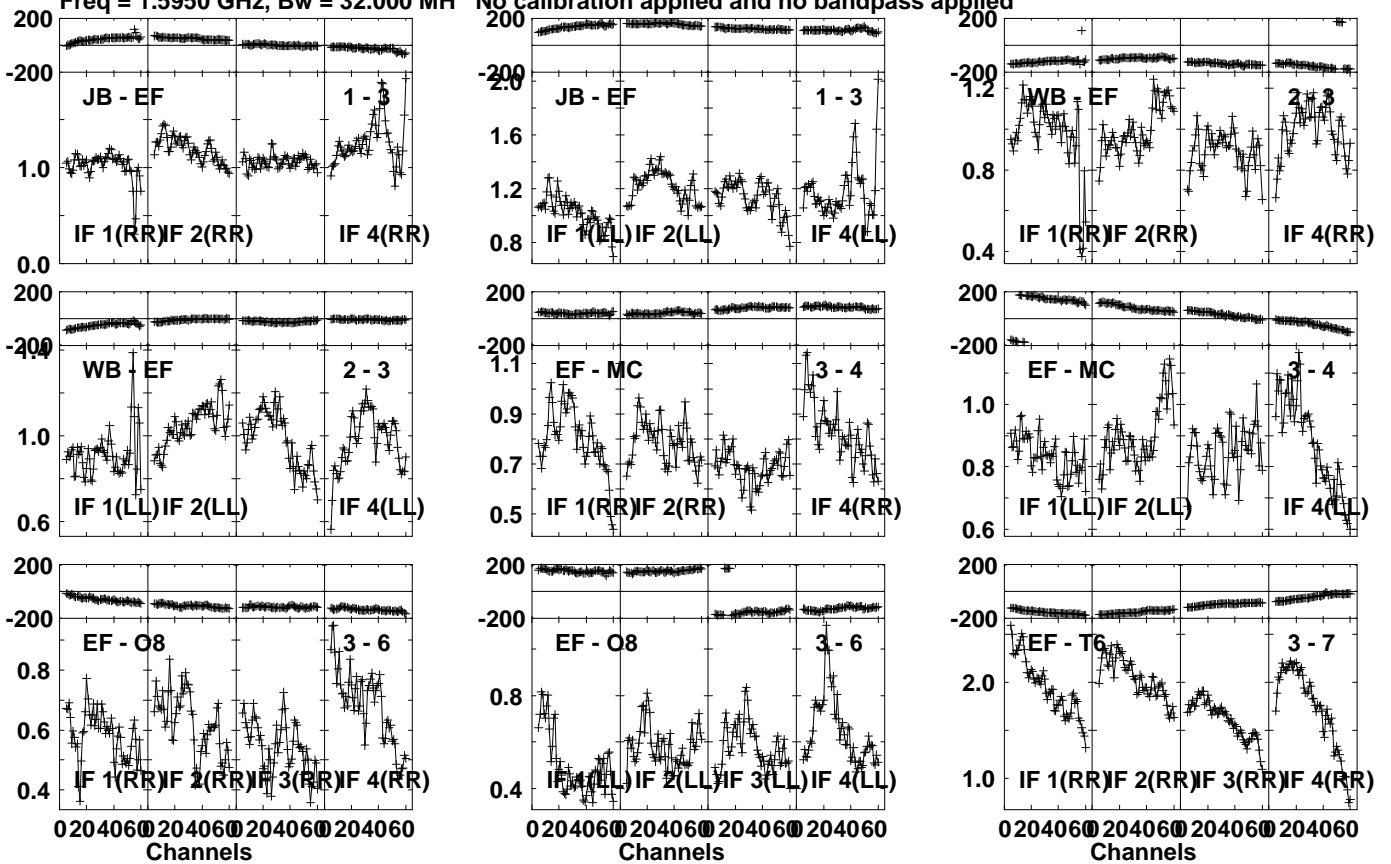 Freq = 1.5950 GHz, Bw = 32.000 MH No calibration applied and no bandpass applied
200
-200
JB - EF
1 - 3
1.0
0.0
IF 1(RR)
IF 2(RR)
IF 4(RR)
200
-200
2.0
JB - EF
1 - 3
1.6
1.2
0.8
IF 1(LL)
IF 2(LL)
IF 4(LL)
200
-200
1.2
WB - EF
2 - 3
0.8
0.4
IF 1(RR)
IF 2(RR)
IF 4(RR)
200
-200
1.4
WB - EF
2 - 3
1.0
0.6
IF 1(LL)
IF 2(LL)
IF 4(LL)
200
-200
1.1
EF - MC
3 - 4
0.9
0.7
0.5
IF 1(RR)
IF 2(RR)
IF 4(RR)
200
-200
EF - MC
3 - 4
1.0
0.8
0.6
IF 1(LL)
IF 2(LL)
IF 4(LL)
200
-200
EF - O8
3 - 6
0.8
0.6
0.4
IF 1(RR)
IF 2(RR)
IF 3(RR)
IF 4(RR)
0 20 40 60 0 20 40 60 0 20 40 60 0 20 40 60
Channels
200
-200
EF - O8
3 - 6
0.8
0.4
IF 1(LL)
IF 2(LL)
IF 3(LL)
IF 4(LL)
0 20 40 60 0 20 40 60 0 20 40 60 0 20 40 60
Channels
200
-200
EF - T6
3 - 7
2.0
1.0
IF 1(RR)
IF 2(RR)
IF 3(RR)
IF 4(RR)
0 20 40 60 0 20 40 60 0 20 40 60 0 20 40 60
Channels